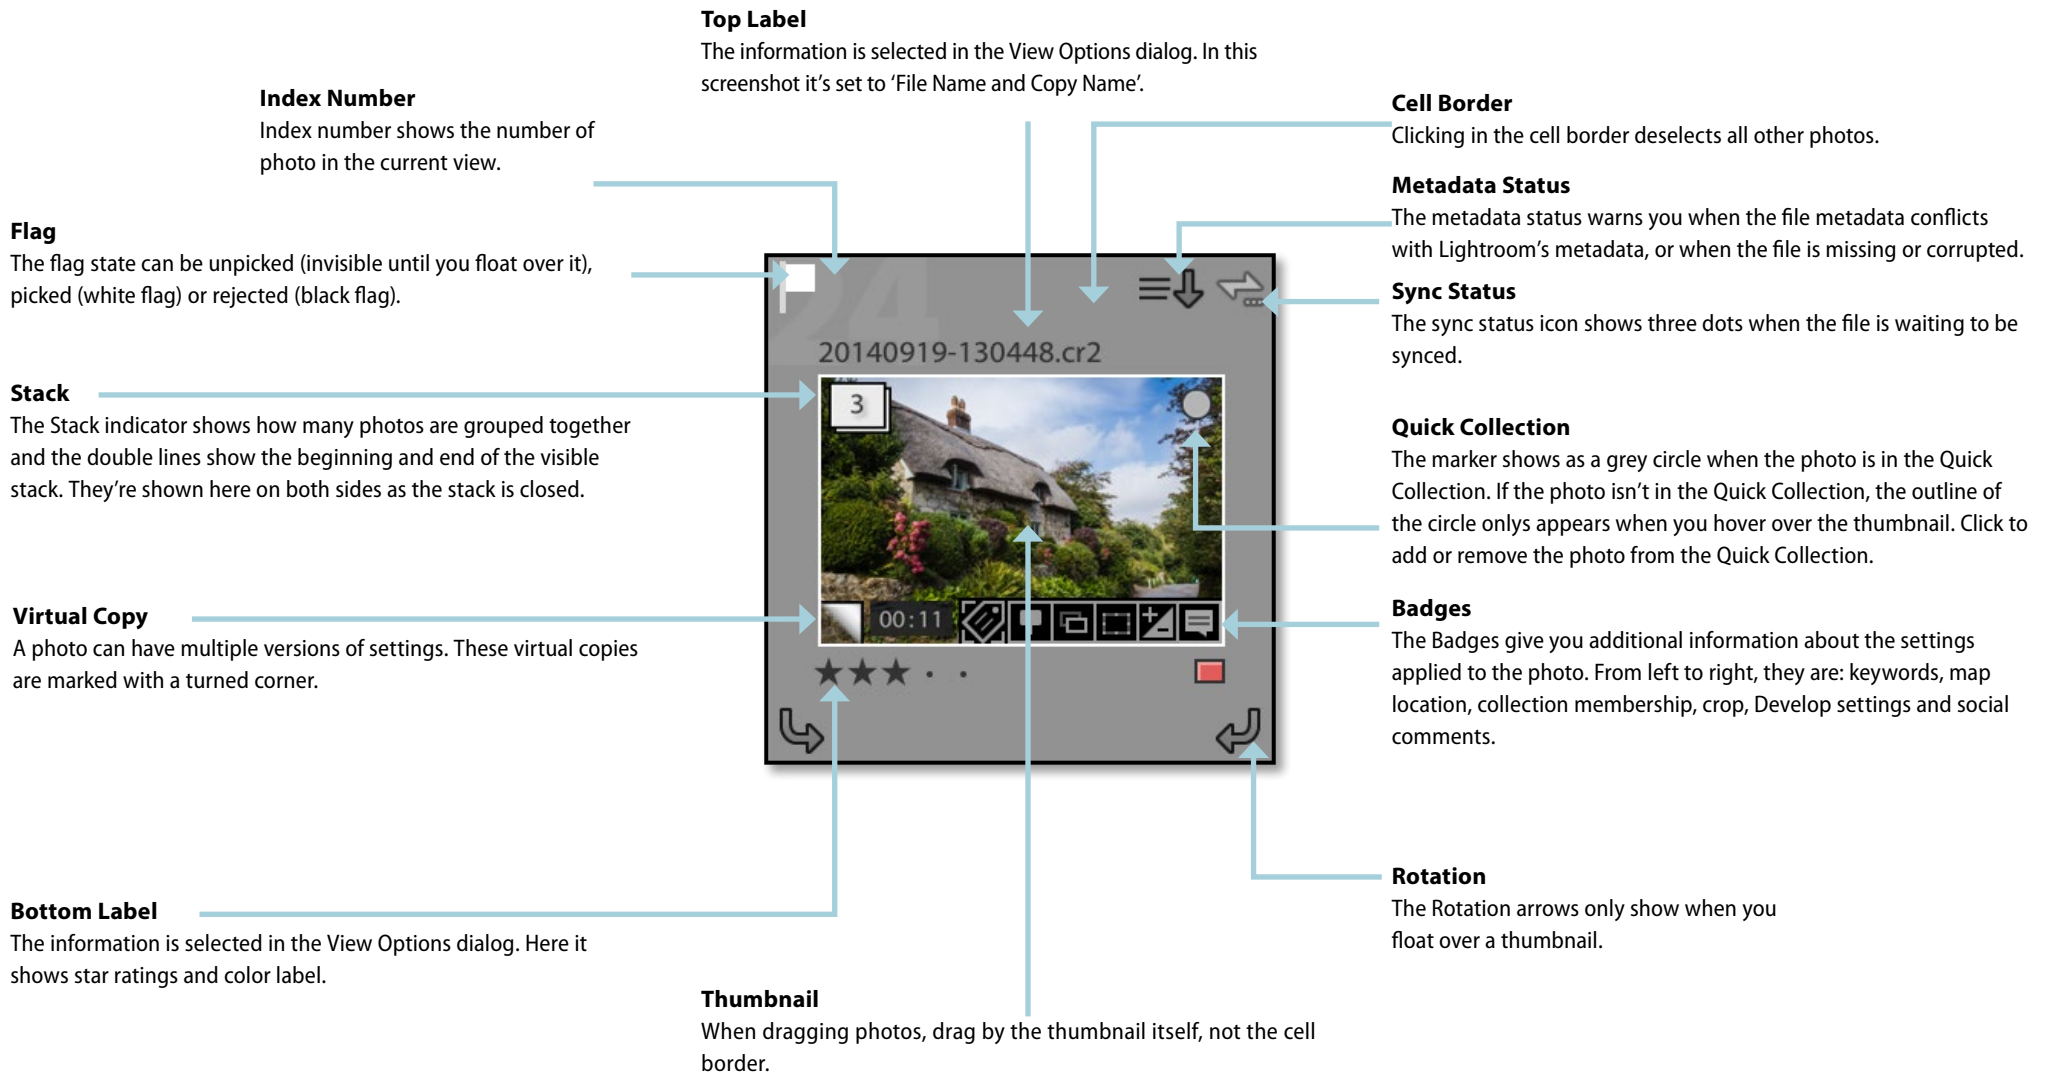 Top Label
The information is selected in the View Options dialog. In this
screenshot it's set to ‘File Name and Copy Name’.
Index Number
Index number shows the number of
photo in the current view.
Cell Border
Clicking in the cell border deselects all other photos.
Metadata Status
The metadata status warns you when the file metadata conflicts
with Lightroom’s metadata, or when the file is missing or corrupted.
Flag
The flag state can be unpicked (invisible until you float over it),
picked (white flag) or rejected (black flag).
Sync Status
The sync status icon shows three dots when the file is waiting to be
synced.
24
20140919-130448.cr2
3
Stack
The Stack indicator shows how many photos are grouped together
and the double lines show the beginning and end of the visible
stack. They’re shown here on both sides as the stack is closed.
Quick Collection
The marker shows as a grey circle when the photo is in the Quick
Collection. If the photo isn’t in the Quick Collection, the outline of
the circle onlys appears when you hover over the thumbnail. Click to
add or remove the photo from the Quick Collection.
Virtual Copy
A photo can have multiple versions of settings. These virtual copies
are marked with a turned corner.
00:11
Badges
The Badges give you additional information about the settings
applied to the photo. From left to right, they are: keywords, map
location, collection membership, crop, Develop settings and social
comments.
Bottom Label
The information is selected in the View Options dialog. Here it
shows star ratings and color label.
Rotation
The Rotation arrows only show when you
float over a thumbnail.
Thumbnail
When dragging photos, drag by the thumbnail itself, not the cell
border.